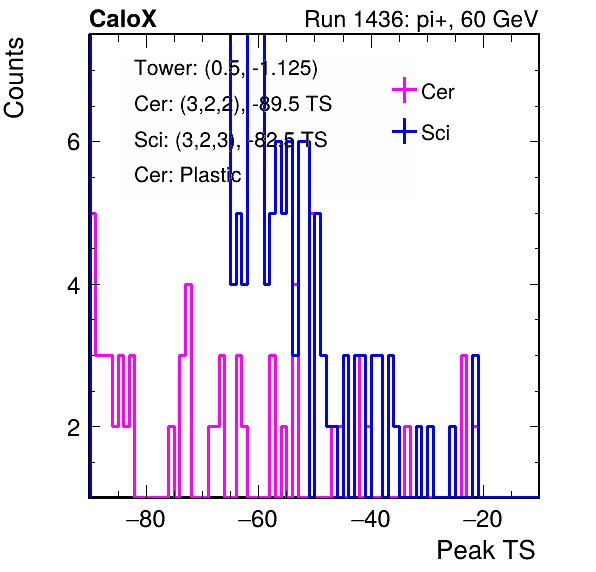 CaloX Run 1436: pi+, 60 GeV
Counts
Tower: (0.5, -1.125)
Cer: (3,2,2), -89.5 TS
Sci: (3,2,3), -82.5 TS
Cer: Plastic
Cer
Sci
6
4
2
−80 −60 −40 −20
Peak TS